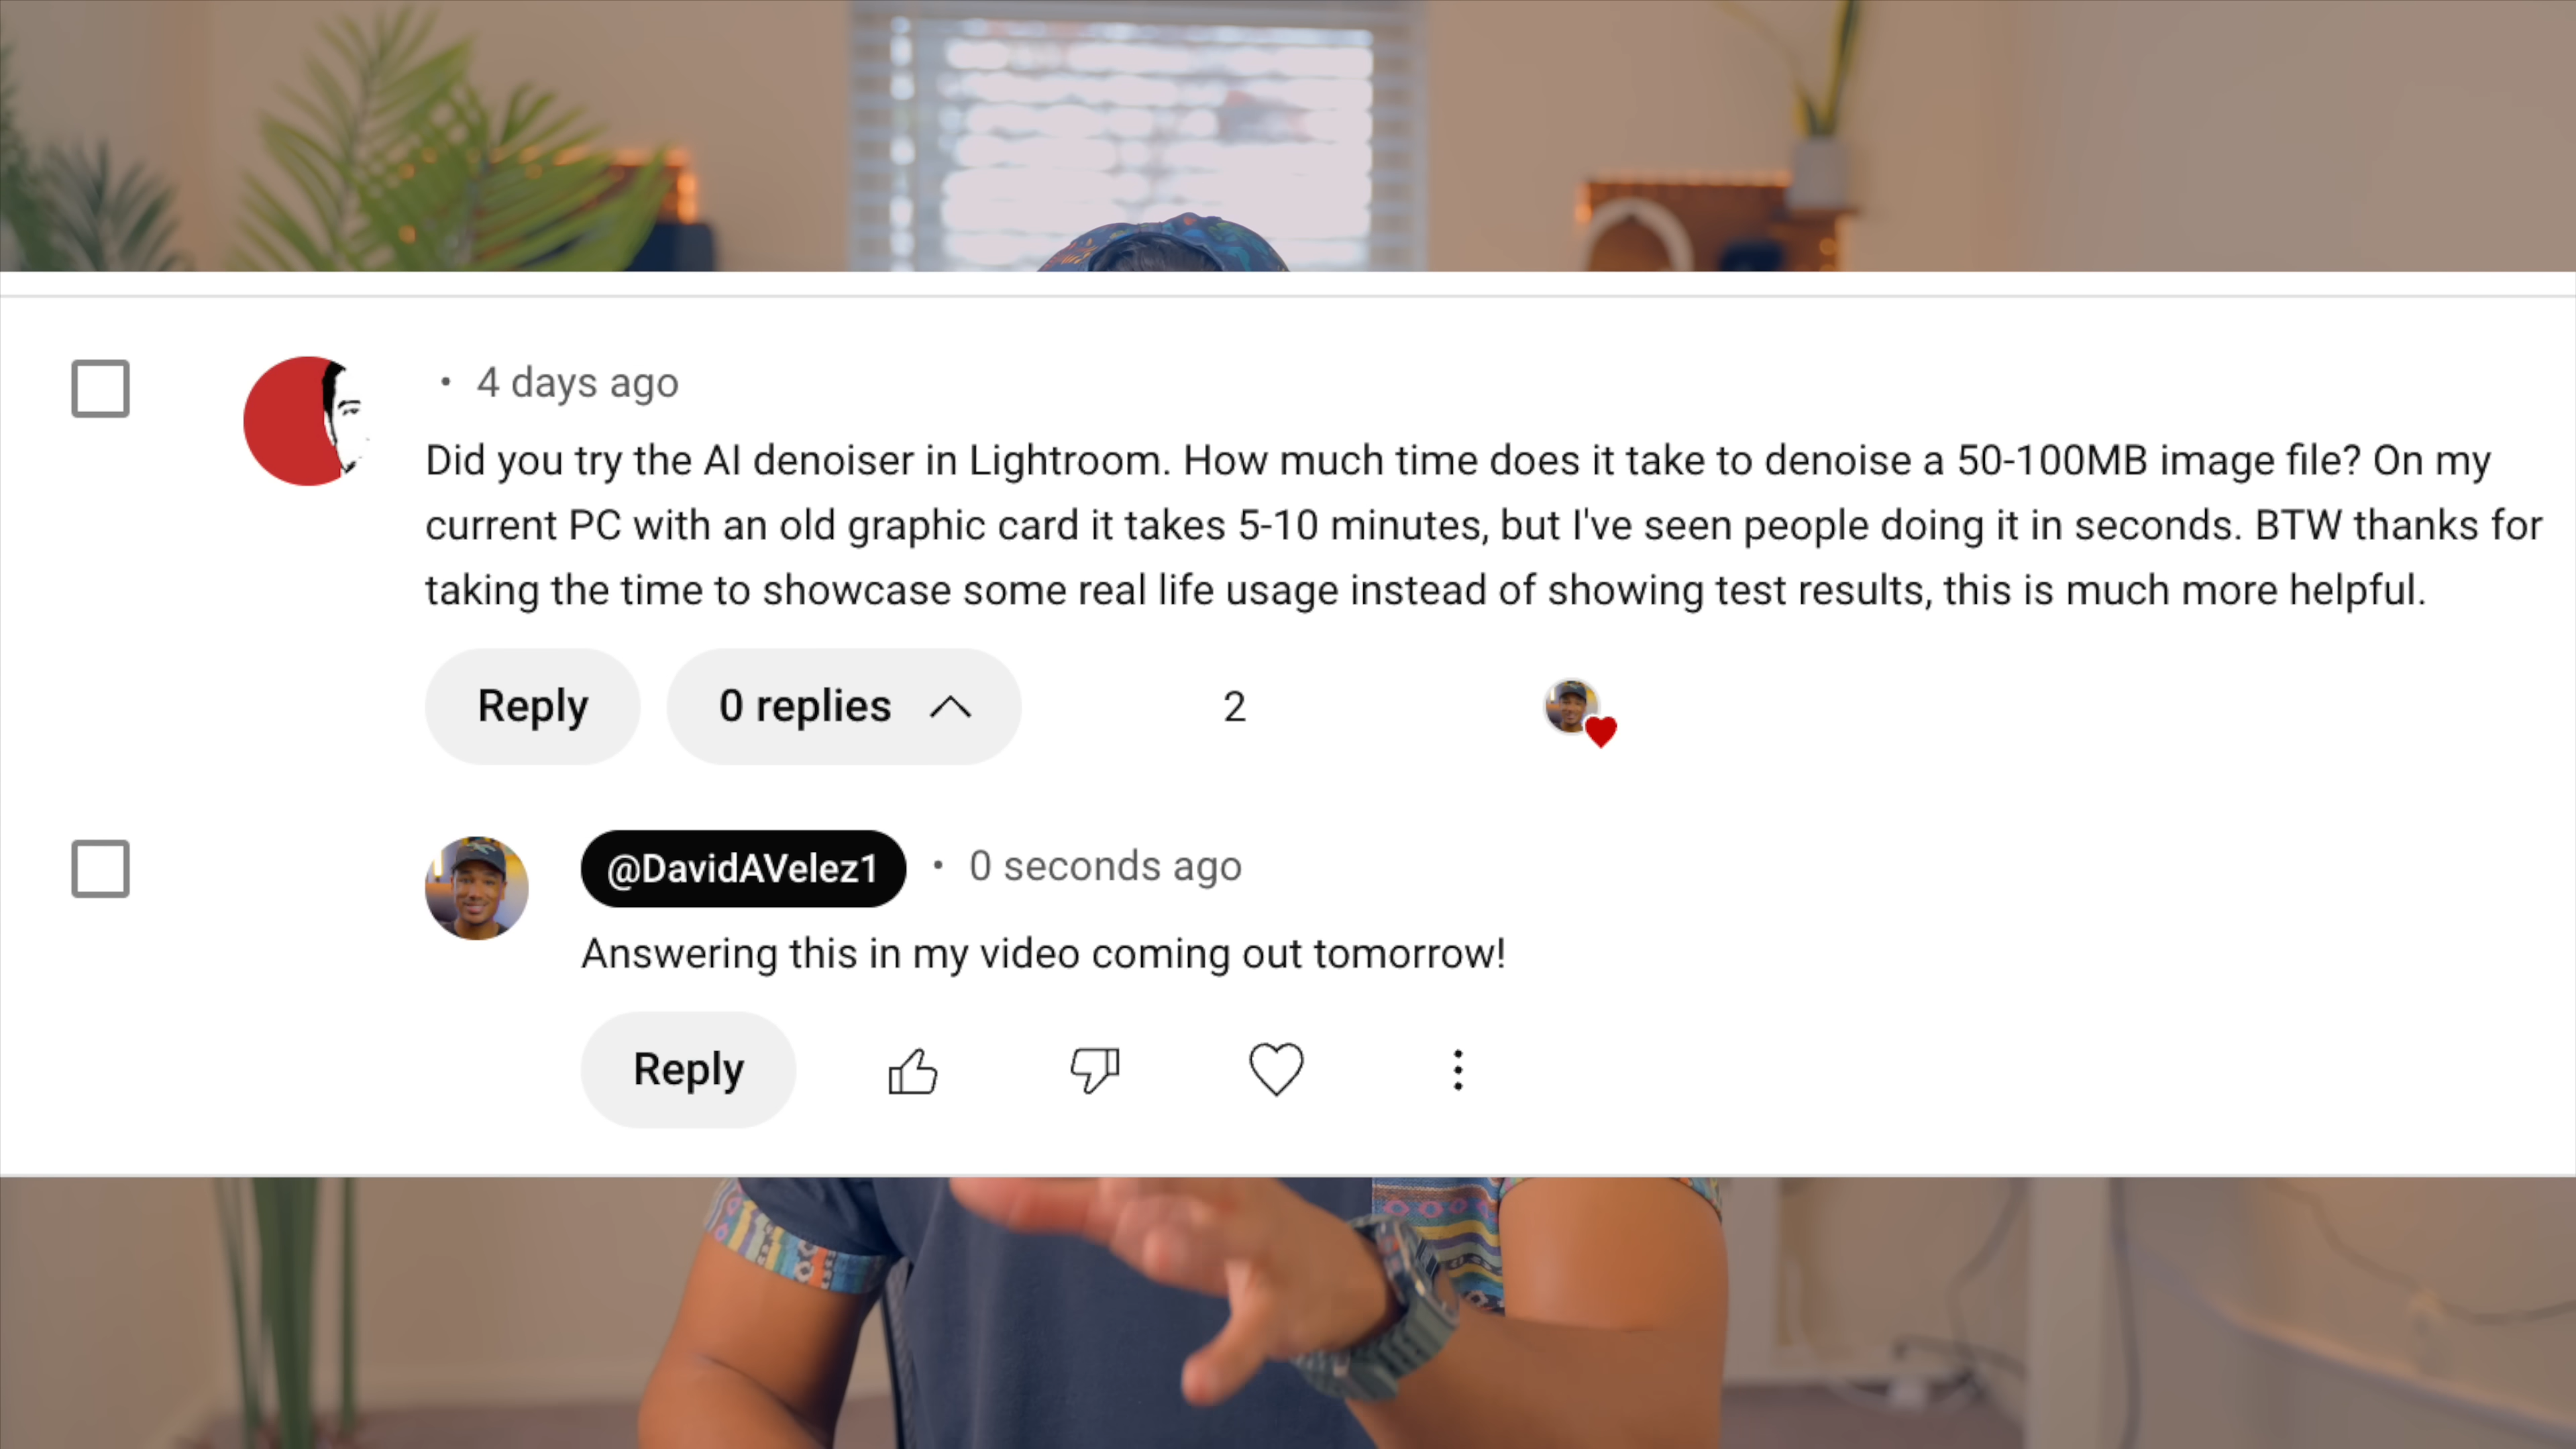 • 4 days ago
Did you try the AI denoiser in Lightroom. How much time does it take to denoise a 50-100MB image file? On my
current PC with an old graphic card it takes 5-10 minutes, but I've seen people doing it in seconds. BTW thanks for
taking the time to showcase some real life usage instead of showing test results, this is much more helpful.
Reply 0 replies 2
@DavidAVelez1 • 0 seconds ago
Answering this in my video coming out tomorrow!
Reply